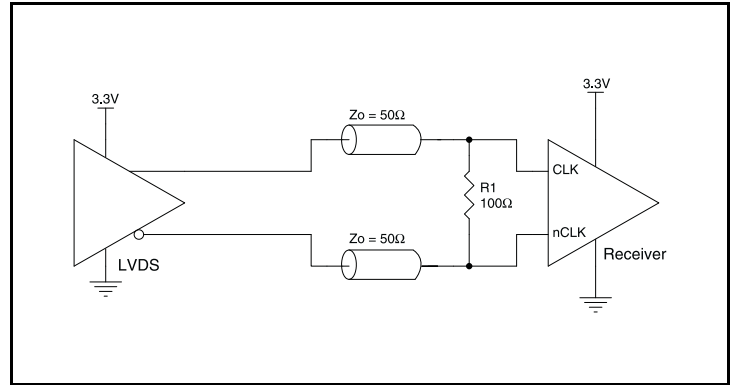 3.3V
3.3V
Zo = 50Ω
CLK
R1
100Ω
nCLK
Zo = 50Ω
LVDS
Receiver